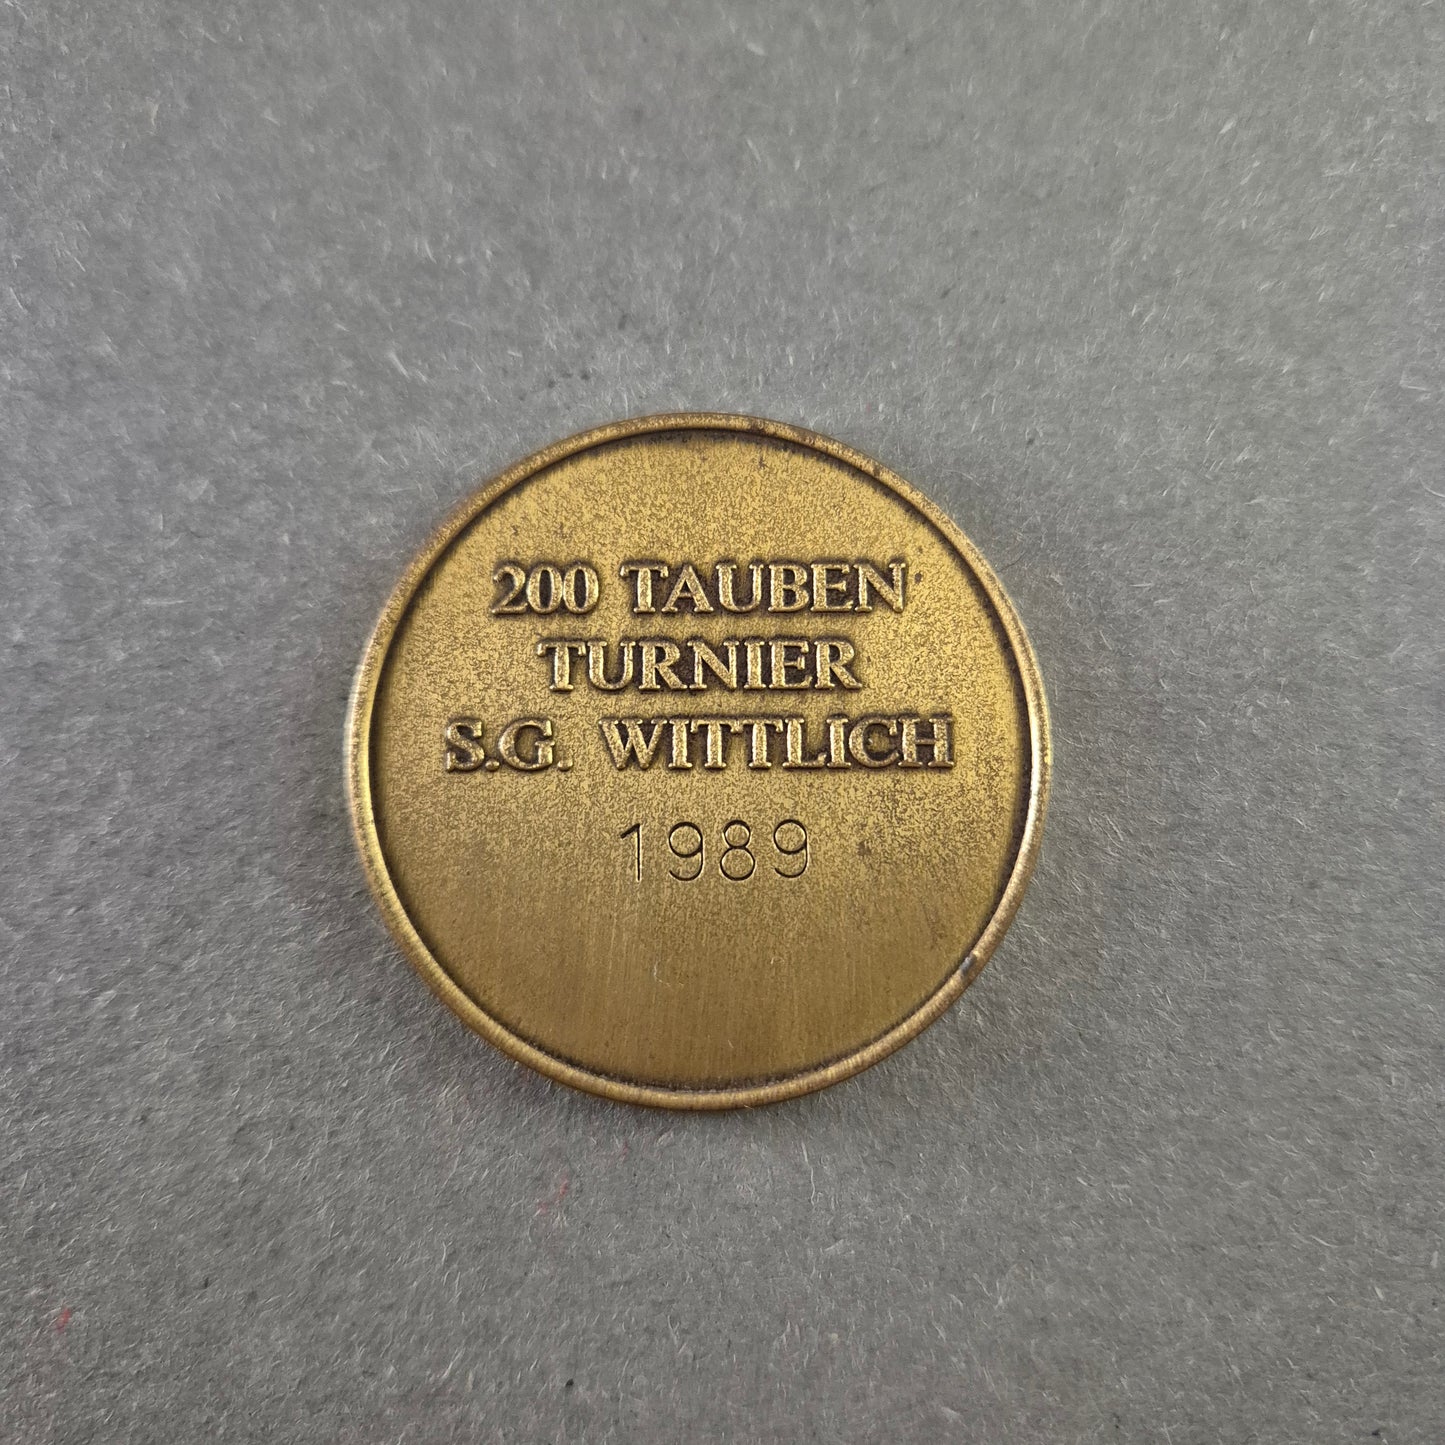 200 TAUBEN
TURNIER
S.G. WITTLICH
1989